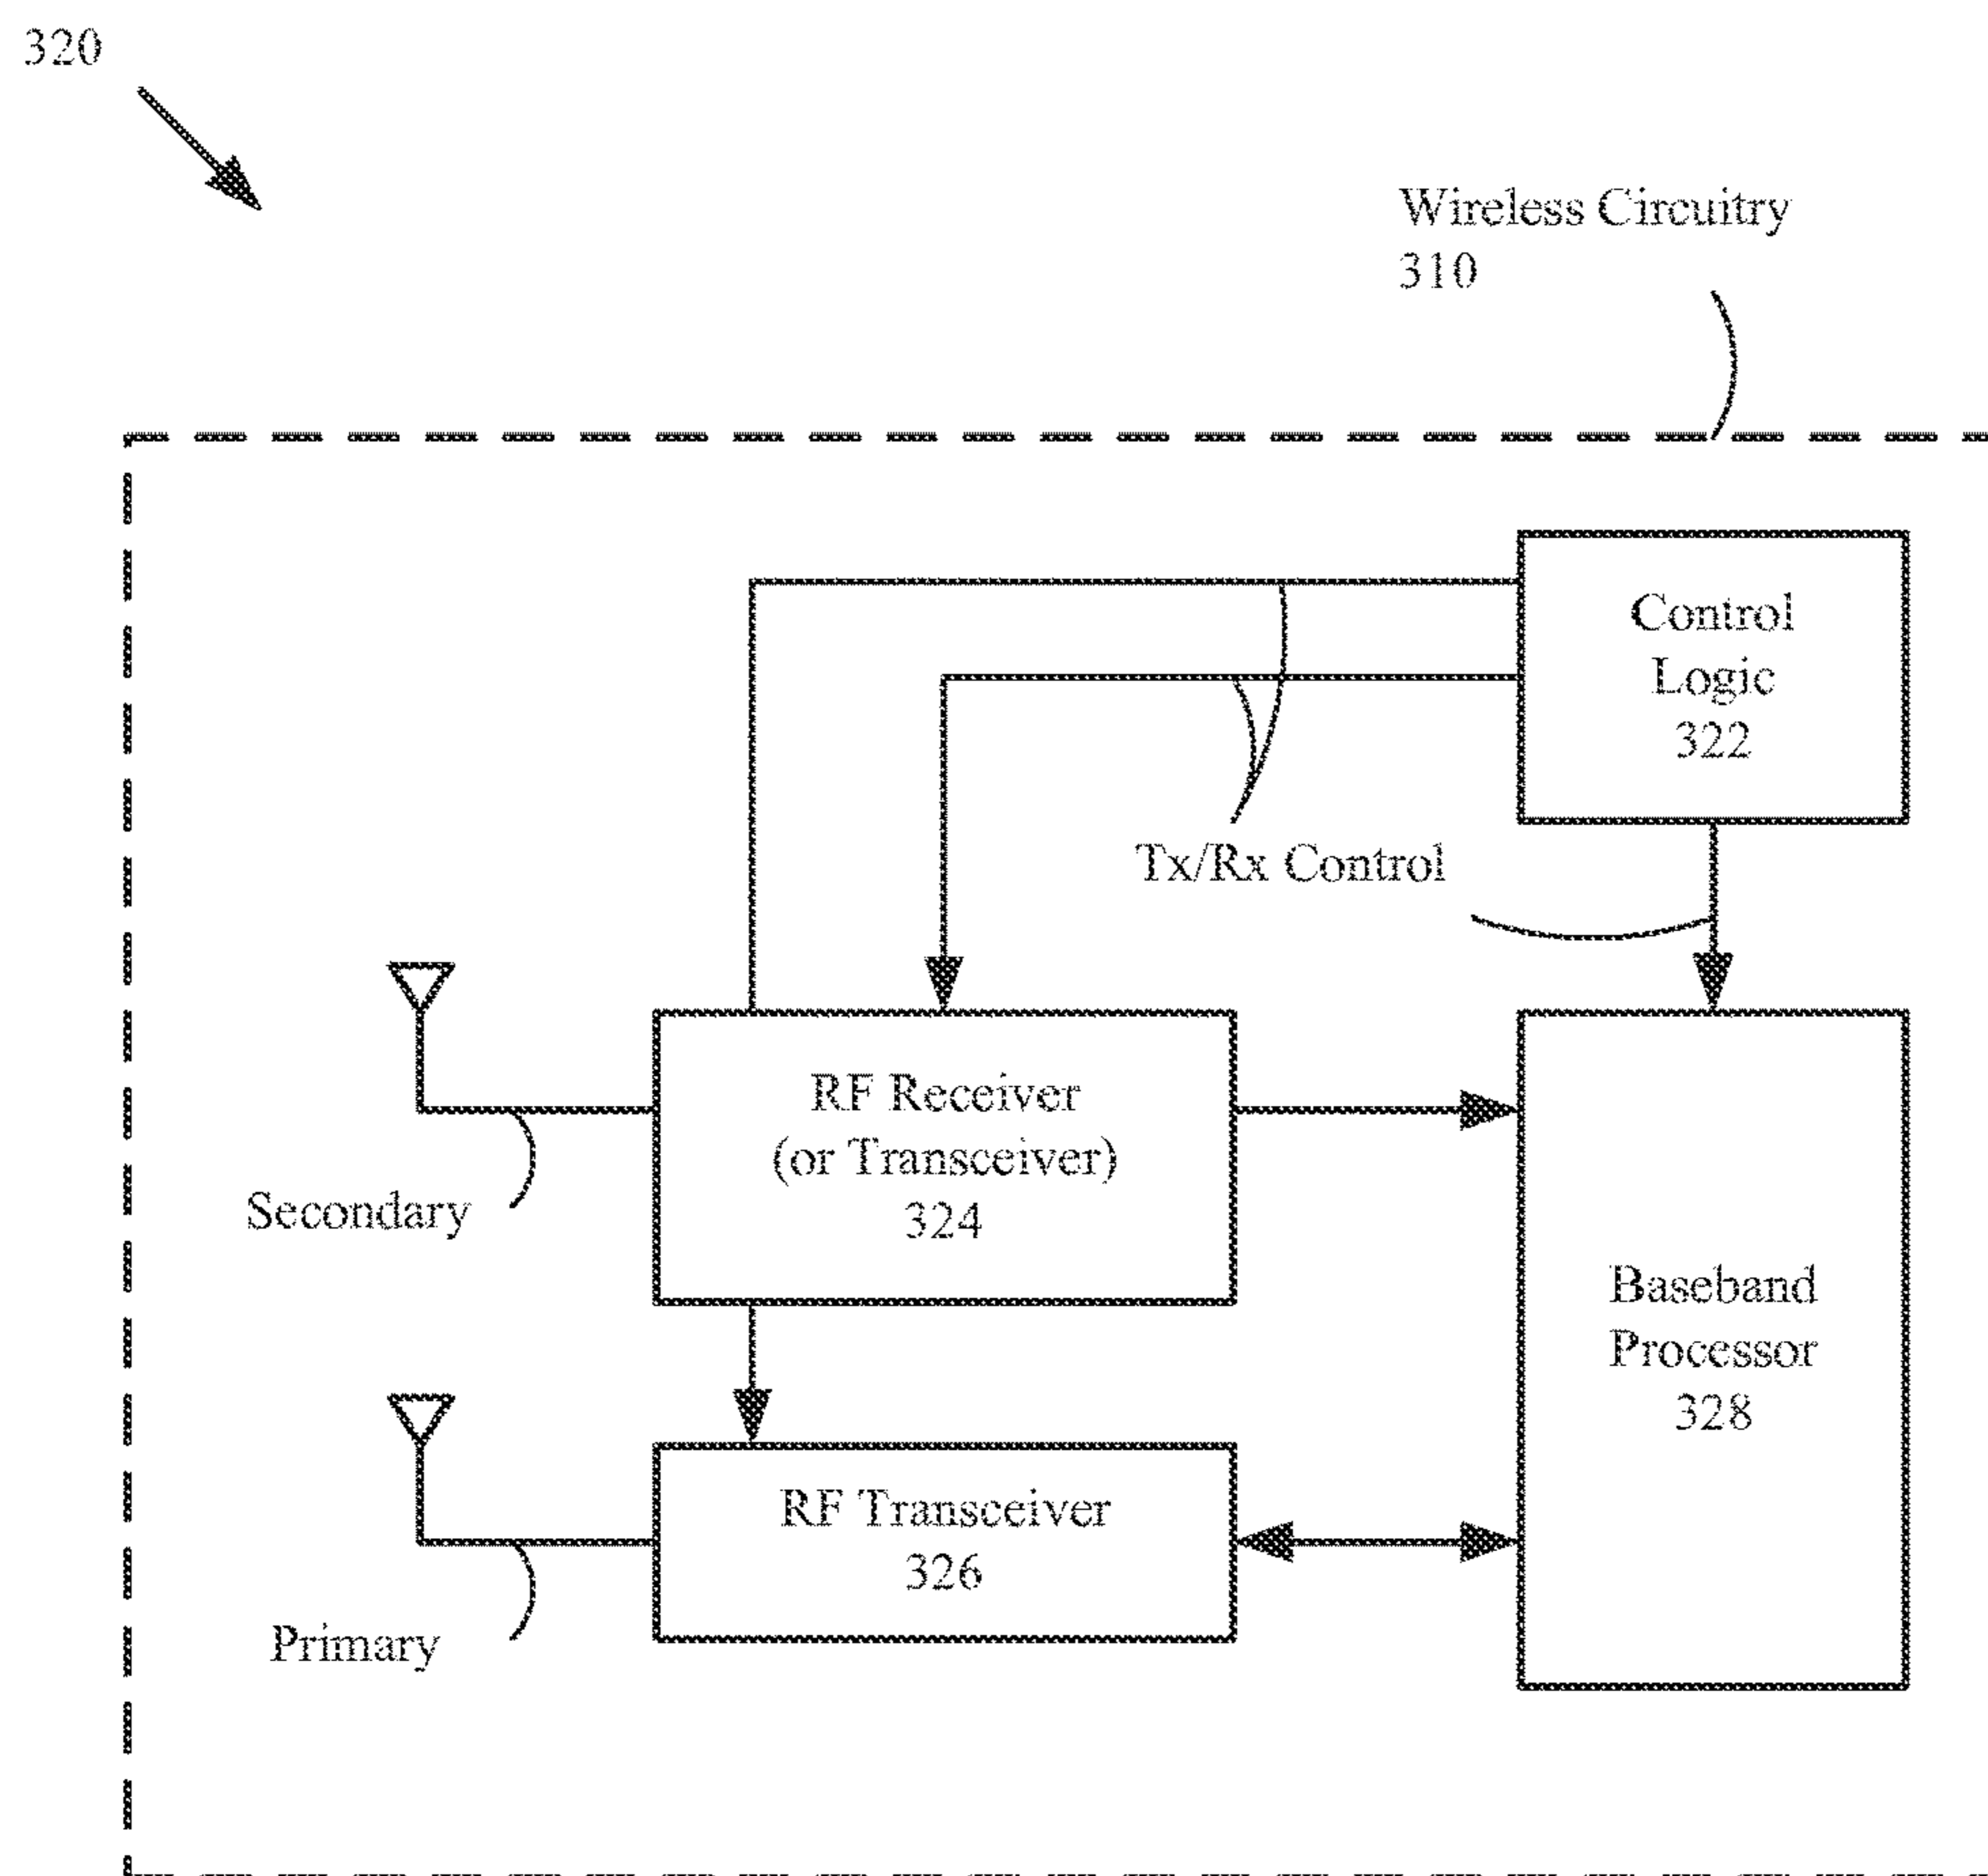 320
Wireless Circuitry
310
Control
Logic
322
Tx/Rx Control
RF Receiver
(or Transceiver)
324
Secondary
Baseband
Processor
328
RF Transceiver
326
Primary